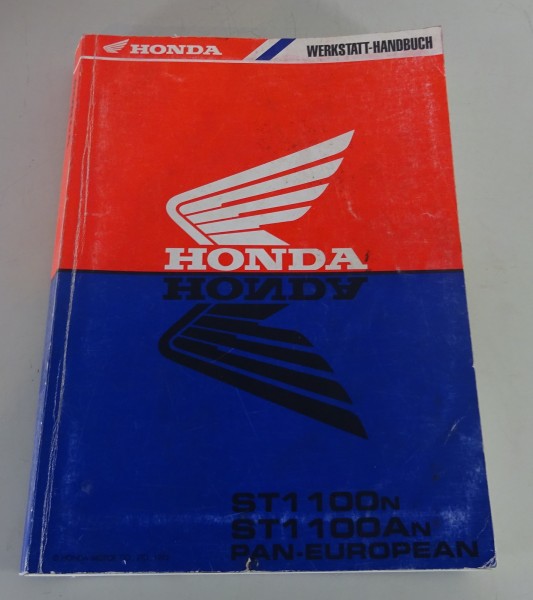 HONDA
WERKSTATT-HANDBUCH
HONDA
HONDA
ST1100N
ST1100AN
PAN-EUROPEAN